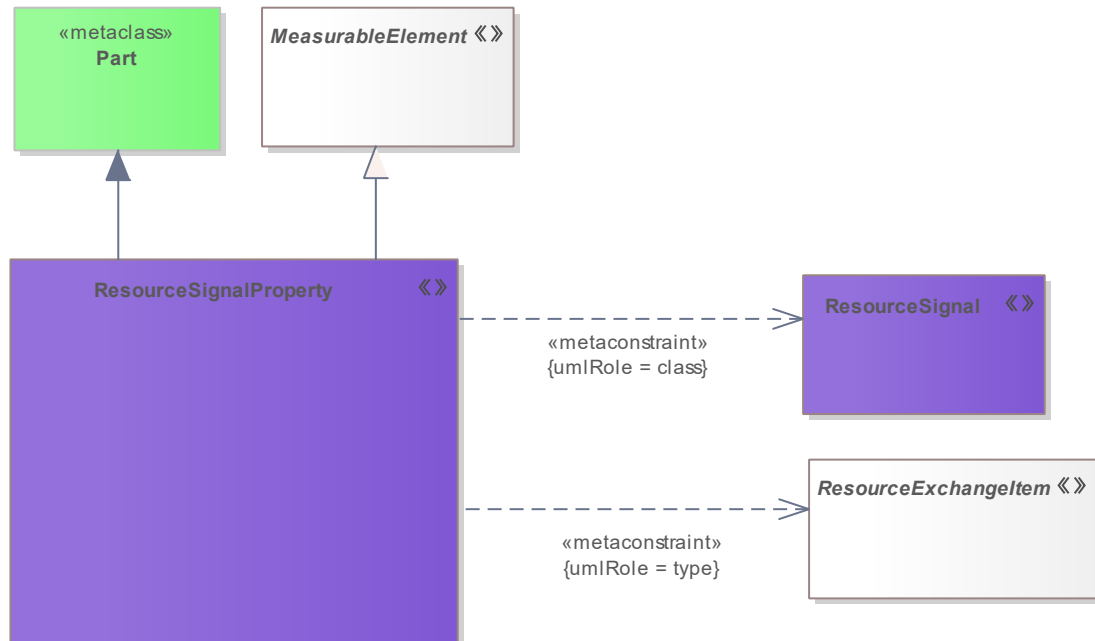 «metaclass»
Part
MeasurableElement «»
ResourceSignalProperty «»
ResourceSignal «»
«metaconstraint»
{umlRole = class}
ResourceExchangeItem «»
«metaconstraint»
{umlRole = type}